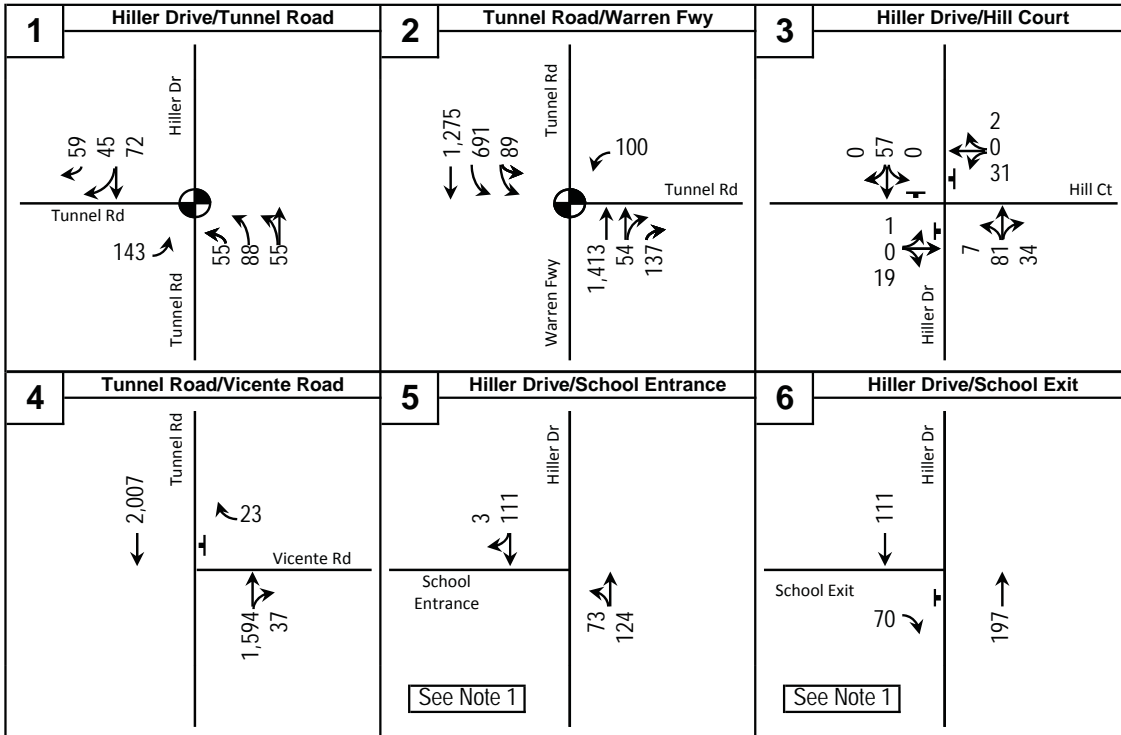 1
Hiller Drive/Tunnel Road
Hiller Dr
59
45
72
Tunnel Rd
143
55
88
55
Tunnel Rd
2
Tunnel Road/Warren Fwy
Tunnel Rd
1,275
691
89
100
Tunnel Rd
1,413
54
137
Warren Fwy
3
Hiller Drive/Hill Court
0
57
0
2
0
31
Hill Ct
1
0
19
7
81
34
Hiller Dr
4
Tunnel Road/Vicente Road
Tunnel Rd
2,007
23
Vicente Rd
1,594
37
5
Hiller Drive/School Entrance
Hiller Dr
3
111
School
Entrance
73
124
See Note 1
6
Hiller Drive/School Exit
Hiller Dr
111
School Exit
70
197
See Note 1